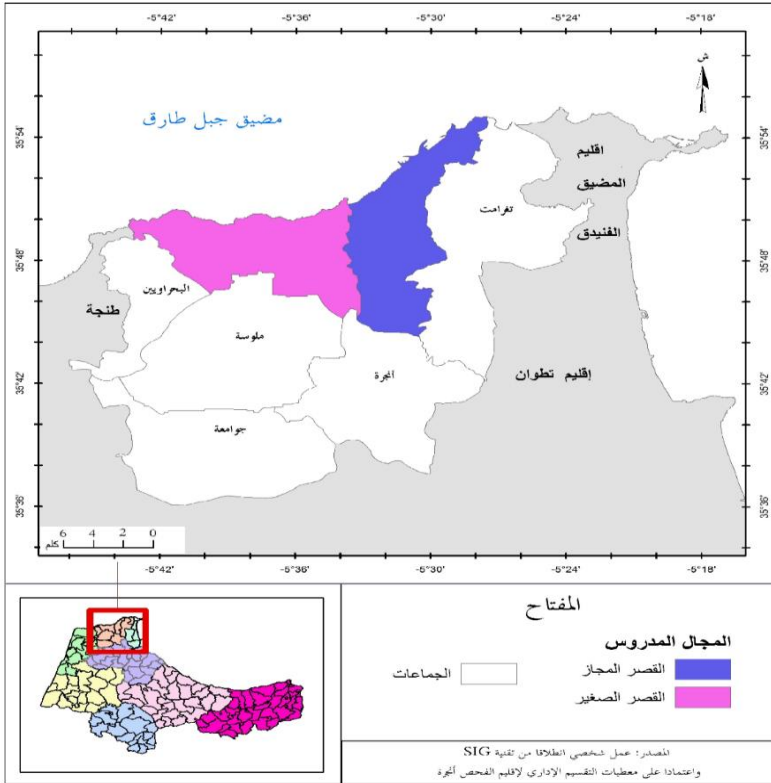 -5°42' -5°36' -5°30' -5°24' -5°18'
ش
مضيق جبل طارق
35°54' 35°54'
اقليم
المضيق
تغرامت
الفنيدق
35°48' 35°48'
البحراويين
طنجة
ملوسة
أنجرة
إقليم تطوان
35°42' 35°42'
جوامعة
35°36' 35°36'
6 4 2 0
كلم
-5°42' -5°36' -5°30' -5°24' -5°18'
المفتاح
المجال المدروس
القصر المجاز
الجماعات
القصر الصغير
المصدر: عمل شخصي انطلاقا من تقنية SIG
واعتمادا على معطيات التقسيم الإداري لإقليم الفحص أنجرة